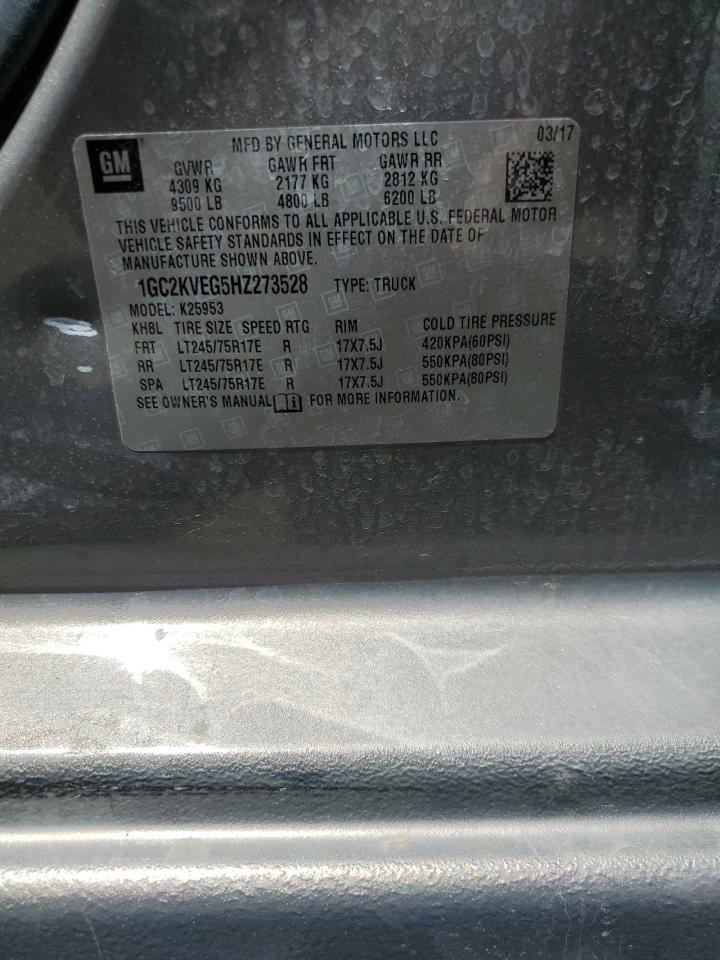 MFD BY GENERAL MOTORS LLC 03/17
GM
GVWR GAWR FRT GAWR RR
4309 KG 2177 KG 2812 KG
9500 LB 4800 LB 6200 LB
THIS VEHICLE CONFORMS TO ALL APPLICABLE U.S. FEDERAL MOTOR
VEHICLE SAFETY STANDARDS IN EFFECT ON THE DATE OF
MANUFACTURE SHOWN ABOVE.
1GC2KVEG5HZ273528 TYPE: TRUCK
MODEL: K25953
KH8L TIRE SIZE SPEED RTG RIM COLD TIRE PRESSURE
FRT LT245/75R17E R 17X7.5J 420KPA(60PSI)
RR LT245/75R17E R 17X7.5J 550KPA(80PSI)
SPA LT245/75R17E R 17X7.5J 550KPA(80PSI)
SEE OWNER'S MANUAL FOR MORE INFORMATION.